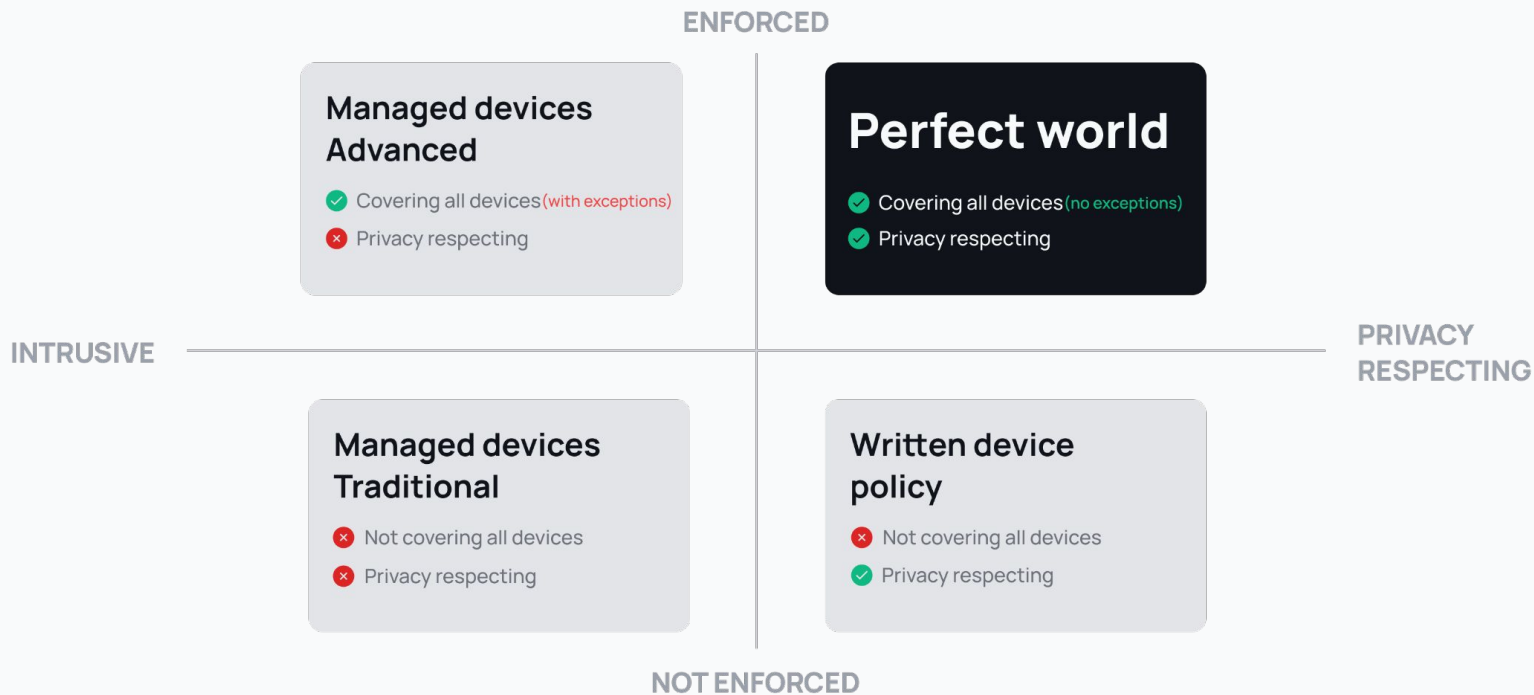 ENFORCED
Managed devices
Advanced
Covering all devices(with exceptions)
Privacy respecting
Perfect world
Covering all devices(no exceptions)
Privacy respecting
INTRUSIVE
PRIVACY
RESPECTING
Managed devices
Traditional
Not covering all devices
Privacy respecting
Written device
policy
Not covering all devices
Privacy respecting
NOT ENFORCED